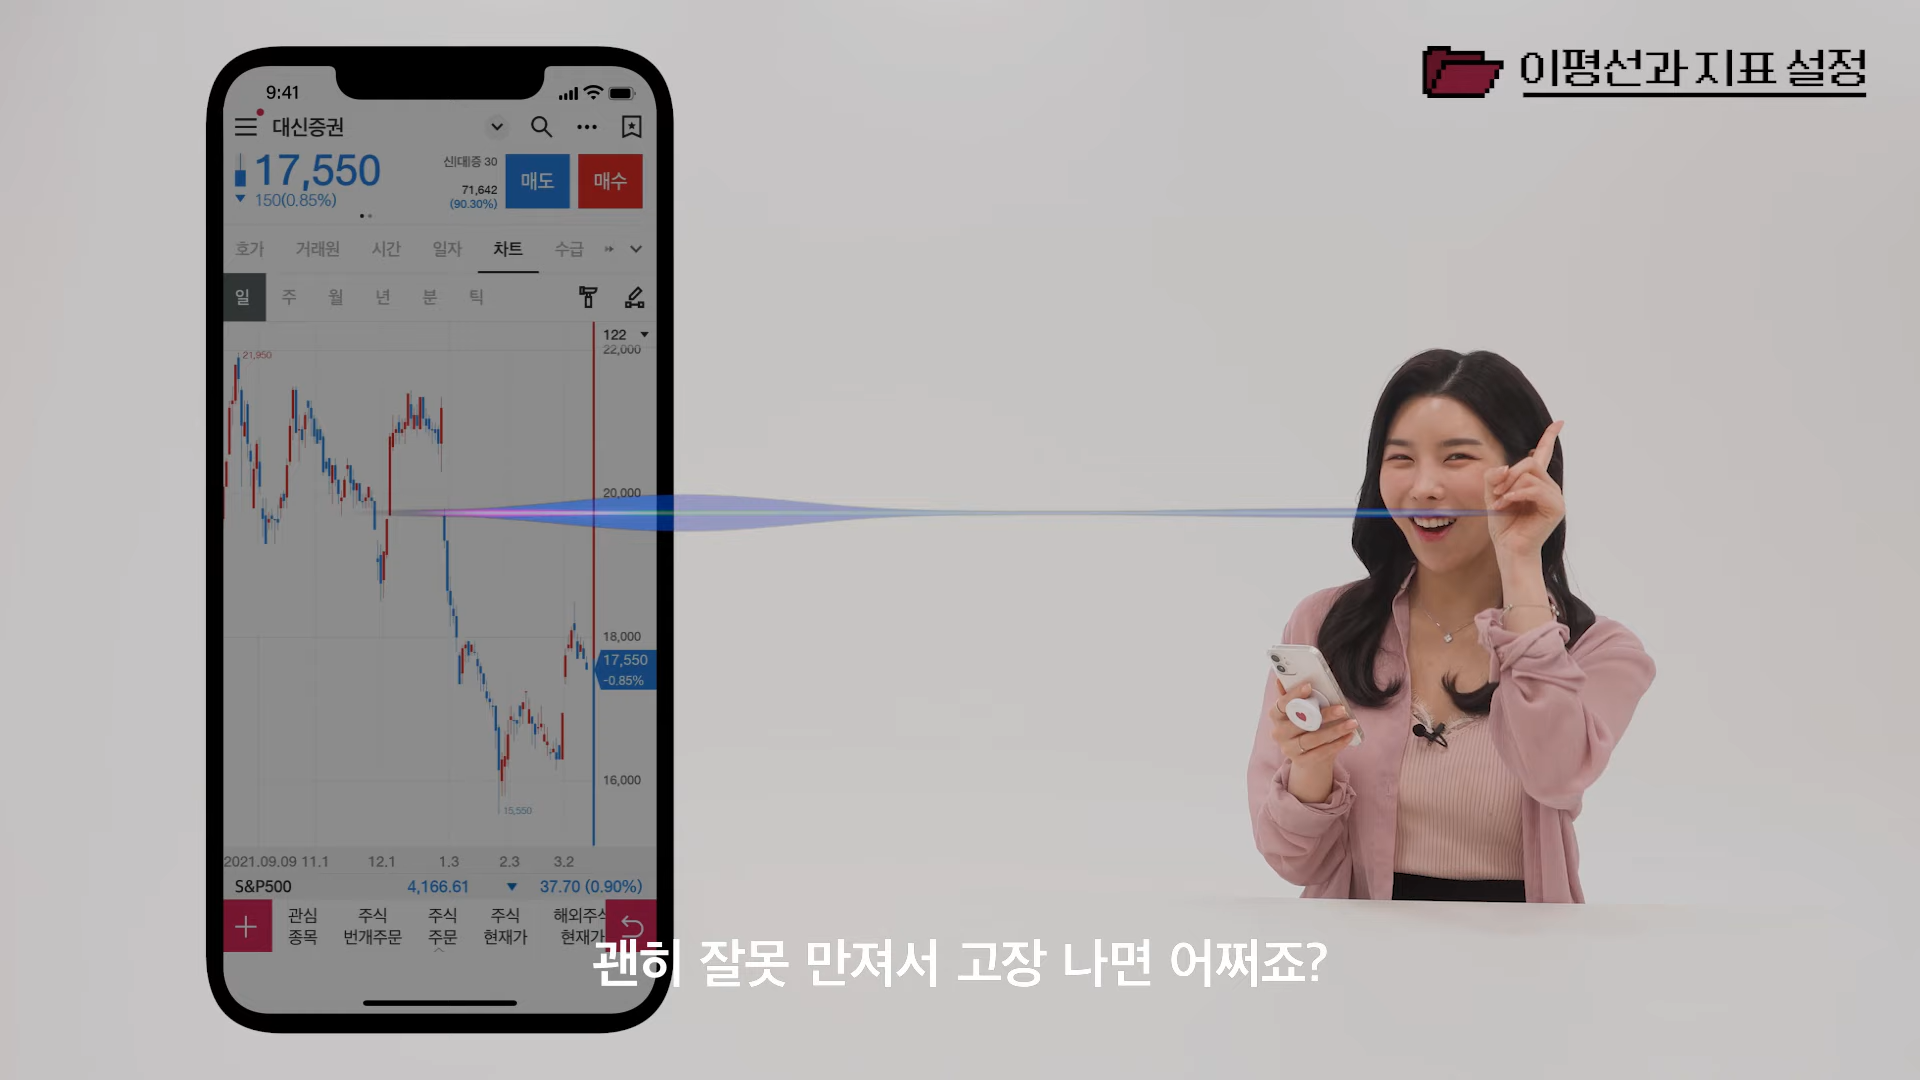 이평선과 지표 설정
9:41
대신증권
17,550
150(0.85%)
신대증 30
71,642
(90.30%)
매도
매수
호가 거래원 시간 일자 차트 수급
일 주 월 년 분 틱
122
22,000
21,950
20,000
18,000
17,550
-0.85%
16,000
15,550
2021.09.09 11.1 12.1 1.3 2.3 3.2
S&P500 4,166.61 37.70 (0.90%)
관심 주식 주식 주식 해외주식
종목 번개주문 주문 현재가 현재가
괜히 잘못 만져서 고장 나면 어쩌죠?